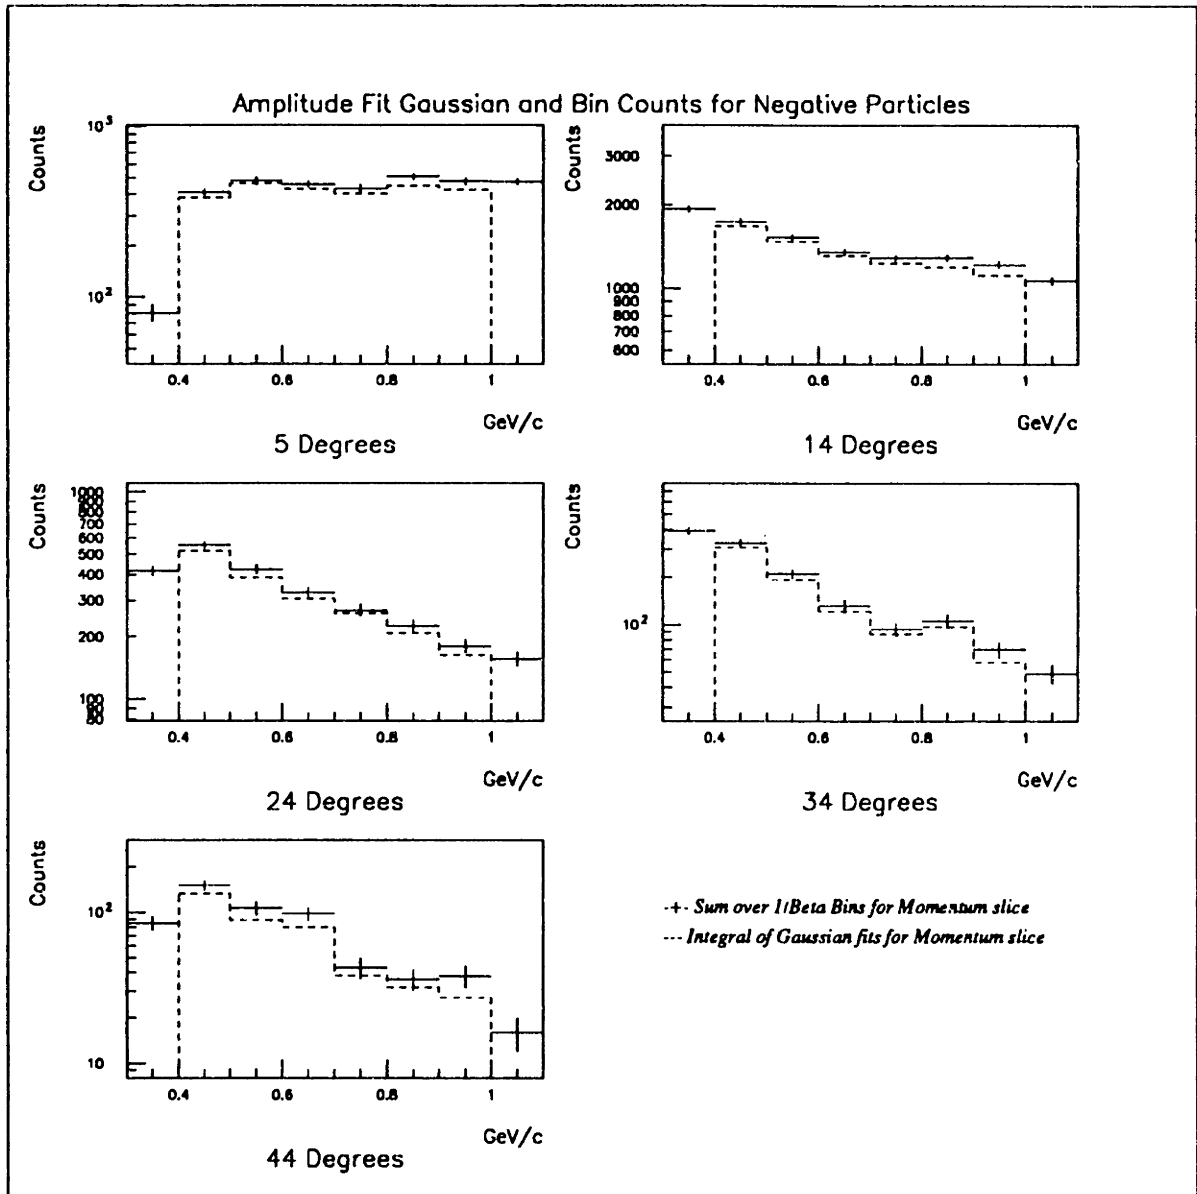 Amplitude Fit Gaussian and Bin Counts for Negative Particles
Counts
10³
10²
0.4 0.6 0.8 1
GeV/c
5 Degrees
Counts
3000
2000
1000
900
800
700
600
0.4 0.6 0.8 1
GeV/c
14 Degrees
Counts
1000
900
800
700
600
500
400
300
200
100
90
80
0.4 0.6 0.8 1
GeV/c
24 Degrees
Counts
10²
0.4 0.6 0.8 1
GeV/c
34 Degrees
Counts
10²
10
0.4 0.6 0.8 1
GeV/c
44 Degrees
-+- Sum over 1/Beta Bins for Momentum slice
--- Integral of Gaussian fits for Momentum slice